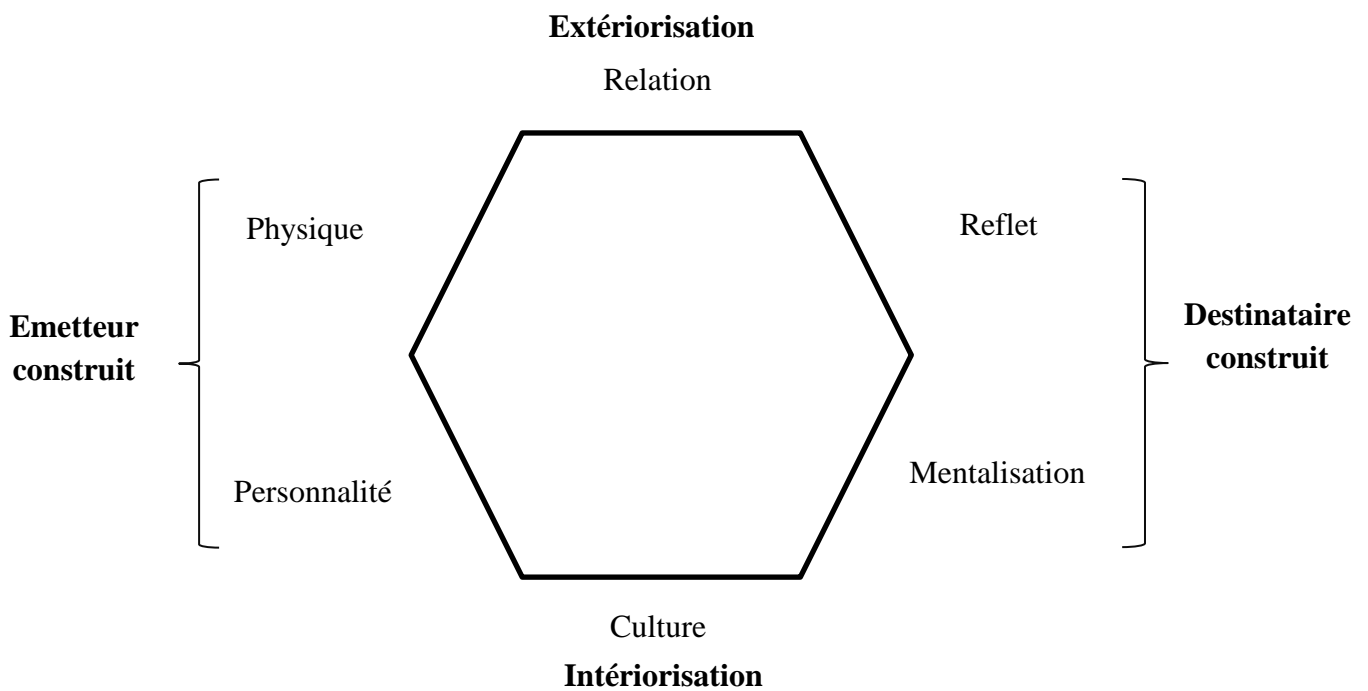 Extériorisation
Relation
Physique
Reflet
Emetteur
construit
Destinataire
construit
Personnalité
Mentalisation
Culture
Intériorisation